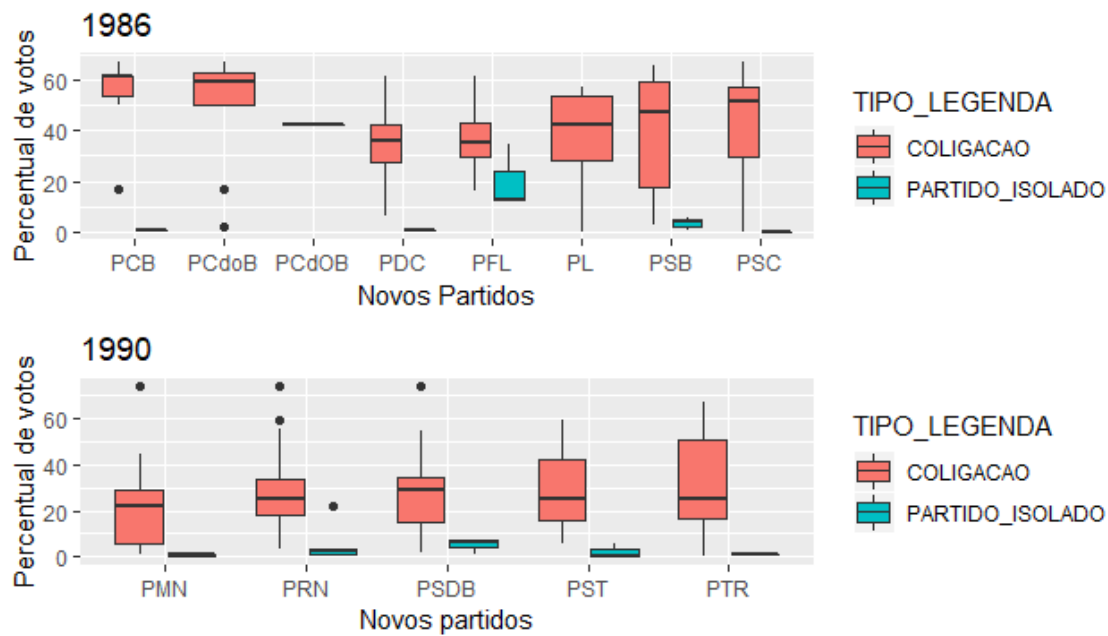 1986
Percentual de votos
60
40
20
0
PCB PCdoB PCdOB PDC PFL PL PSB PSC
Novos Partidos
TIPO_LEGENDA
COLIGACAO
PARTIDO_ISOLADO
1990
Percentual de votos
60
40
20
0
PMN PRN PSDB PST PTR
Novos partidos
TIPO_LEGENDA
COLIGACAO
PARTIDO_ISOLADO